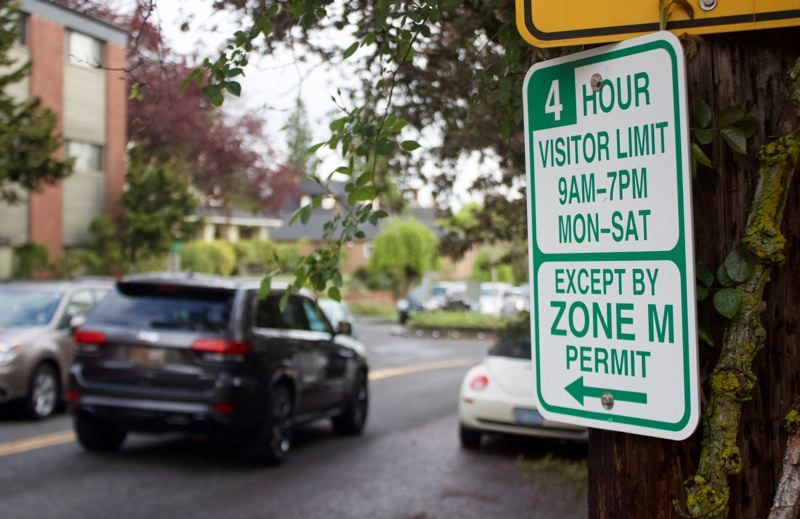 4 HOUR
VISITOR LIMIT
9AM–7PM
MON–SAT
EXCEPT BY
ZONE M
PERMIT